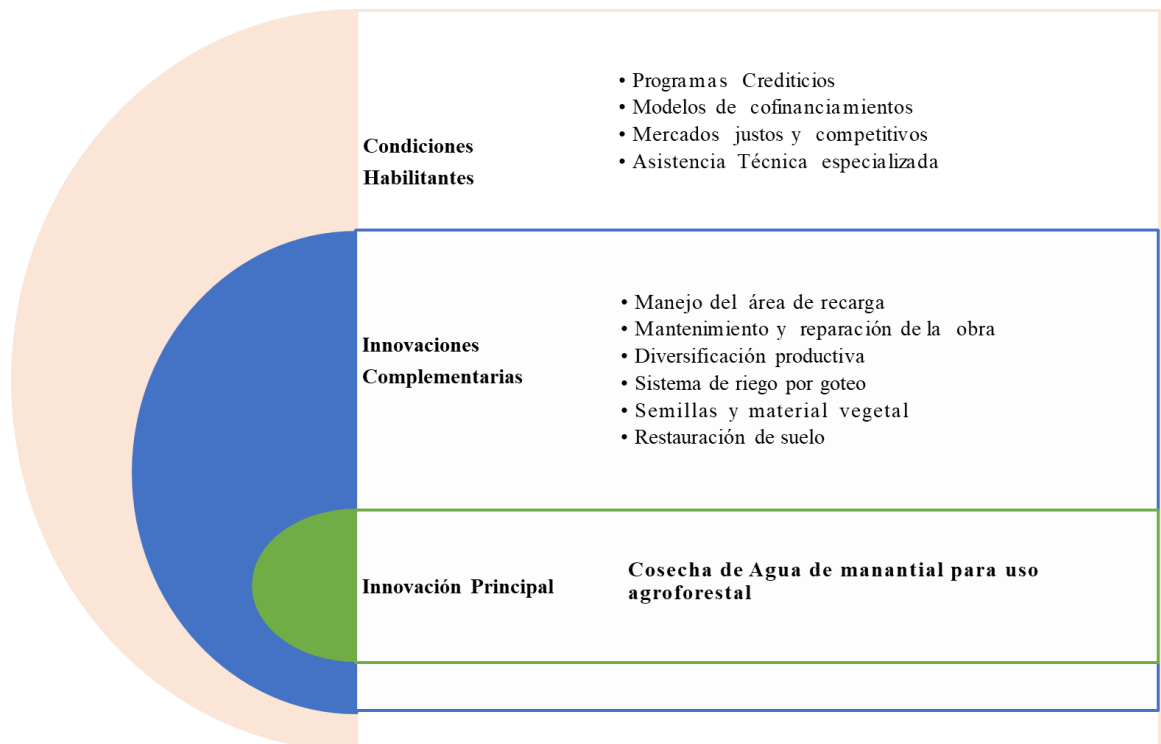 Condiciones
Habilitantes
• Programas Crediticios
• Modelos de cofinanciamientos
• Mercados justos y competitivos
• Asistencia Técnica especializada
Innovaciones
Complementarias
• Manejo del área de recarga
• Mantenimiento y reparación de la obra
• Diversificación productiva
• Sistema de riego por goteo
• Semillas y material vegetal
• Restauración de suelo
Innovación Principal
Cosecha de Agua de manantial para uso
agroforestal